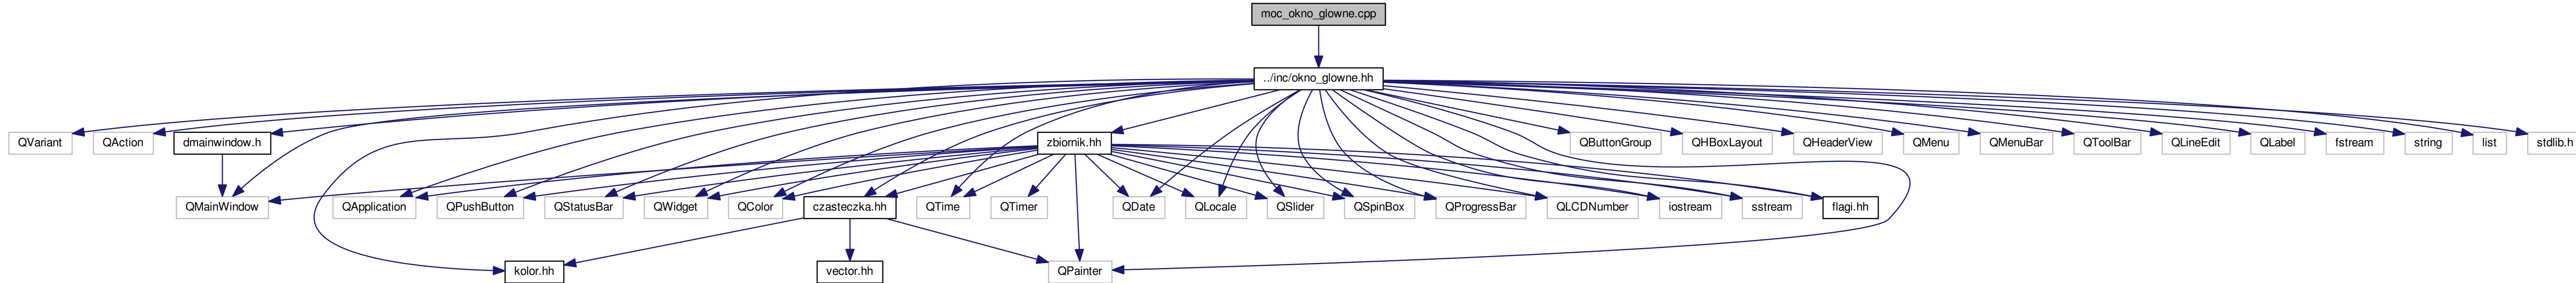 moc_okno_glowne.cpp
../inc/okno_glowne.hh
QVariant
QAction
dmainwindow.h
zbiornik.hh
QButtonGroup
QHBoxLayout
QHeaderView
QMenu
QMenuBar
QToolBar
QLineEdit
QLabel
fstream
string
list
stdlib.h
QMainWindow
QApplication
QPushButton
QStatusBar
QWidget
QColor
czasteczka.hh
QTime
QTimer
QDate
QLocale
QSlider
QSpinBox
QProgressBar
QLCDNumber
iostream
sstream
flagi.hh
kolor.hh
vector.hh
QPainter